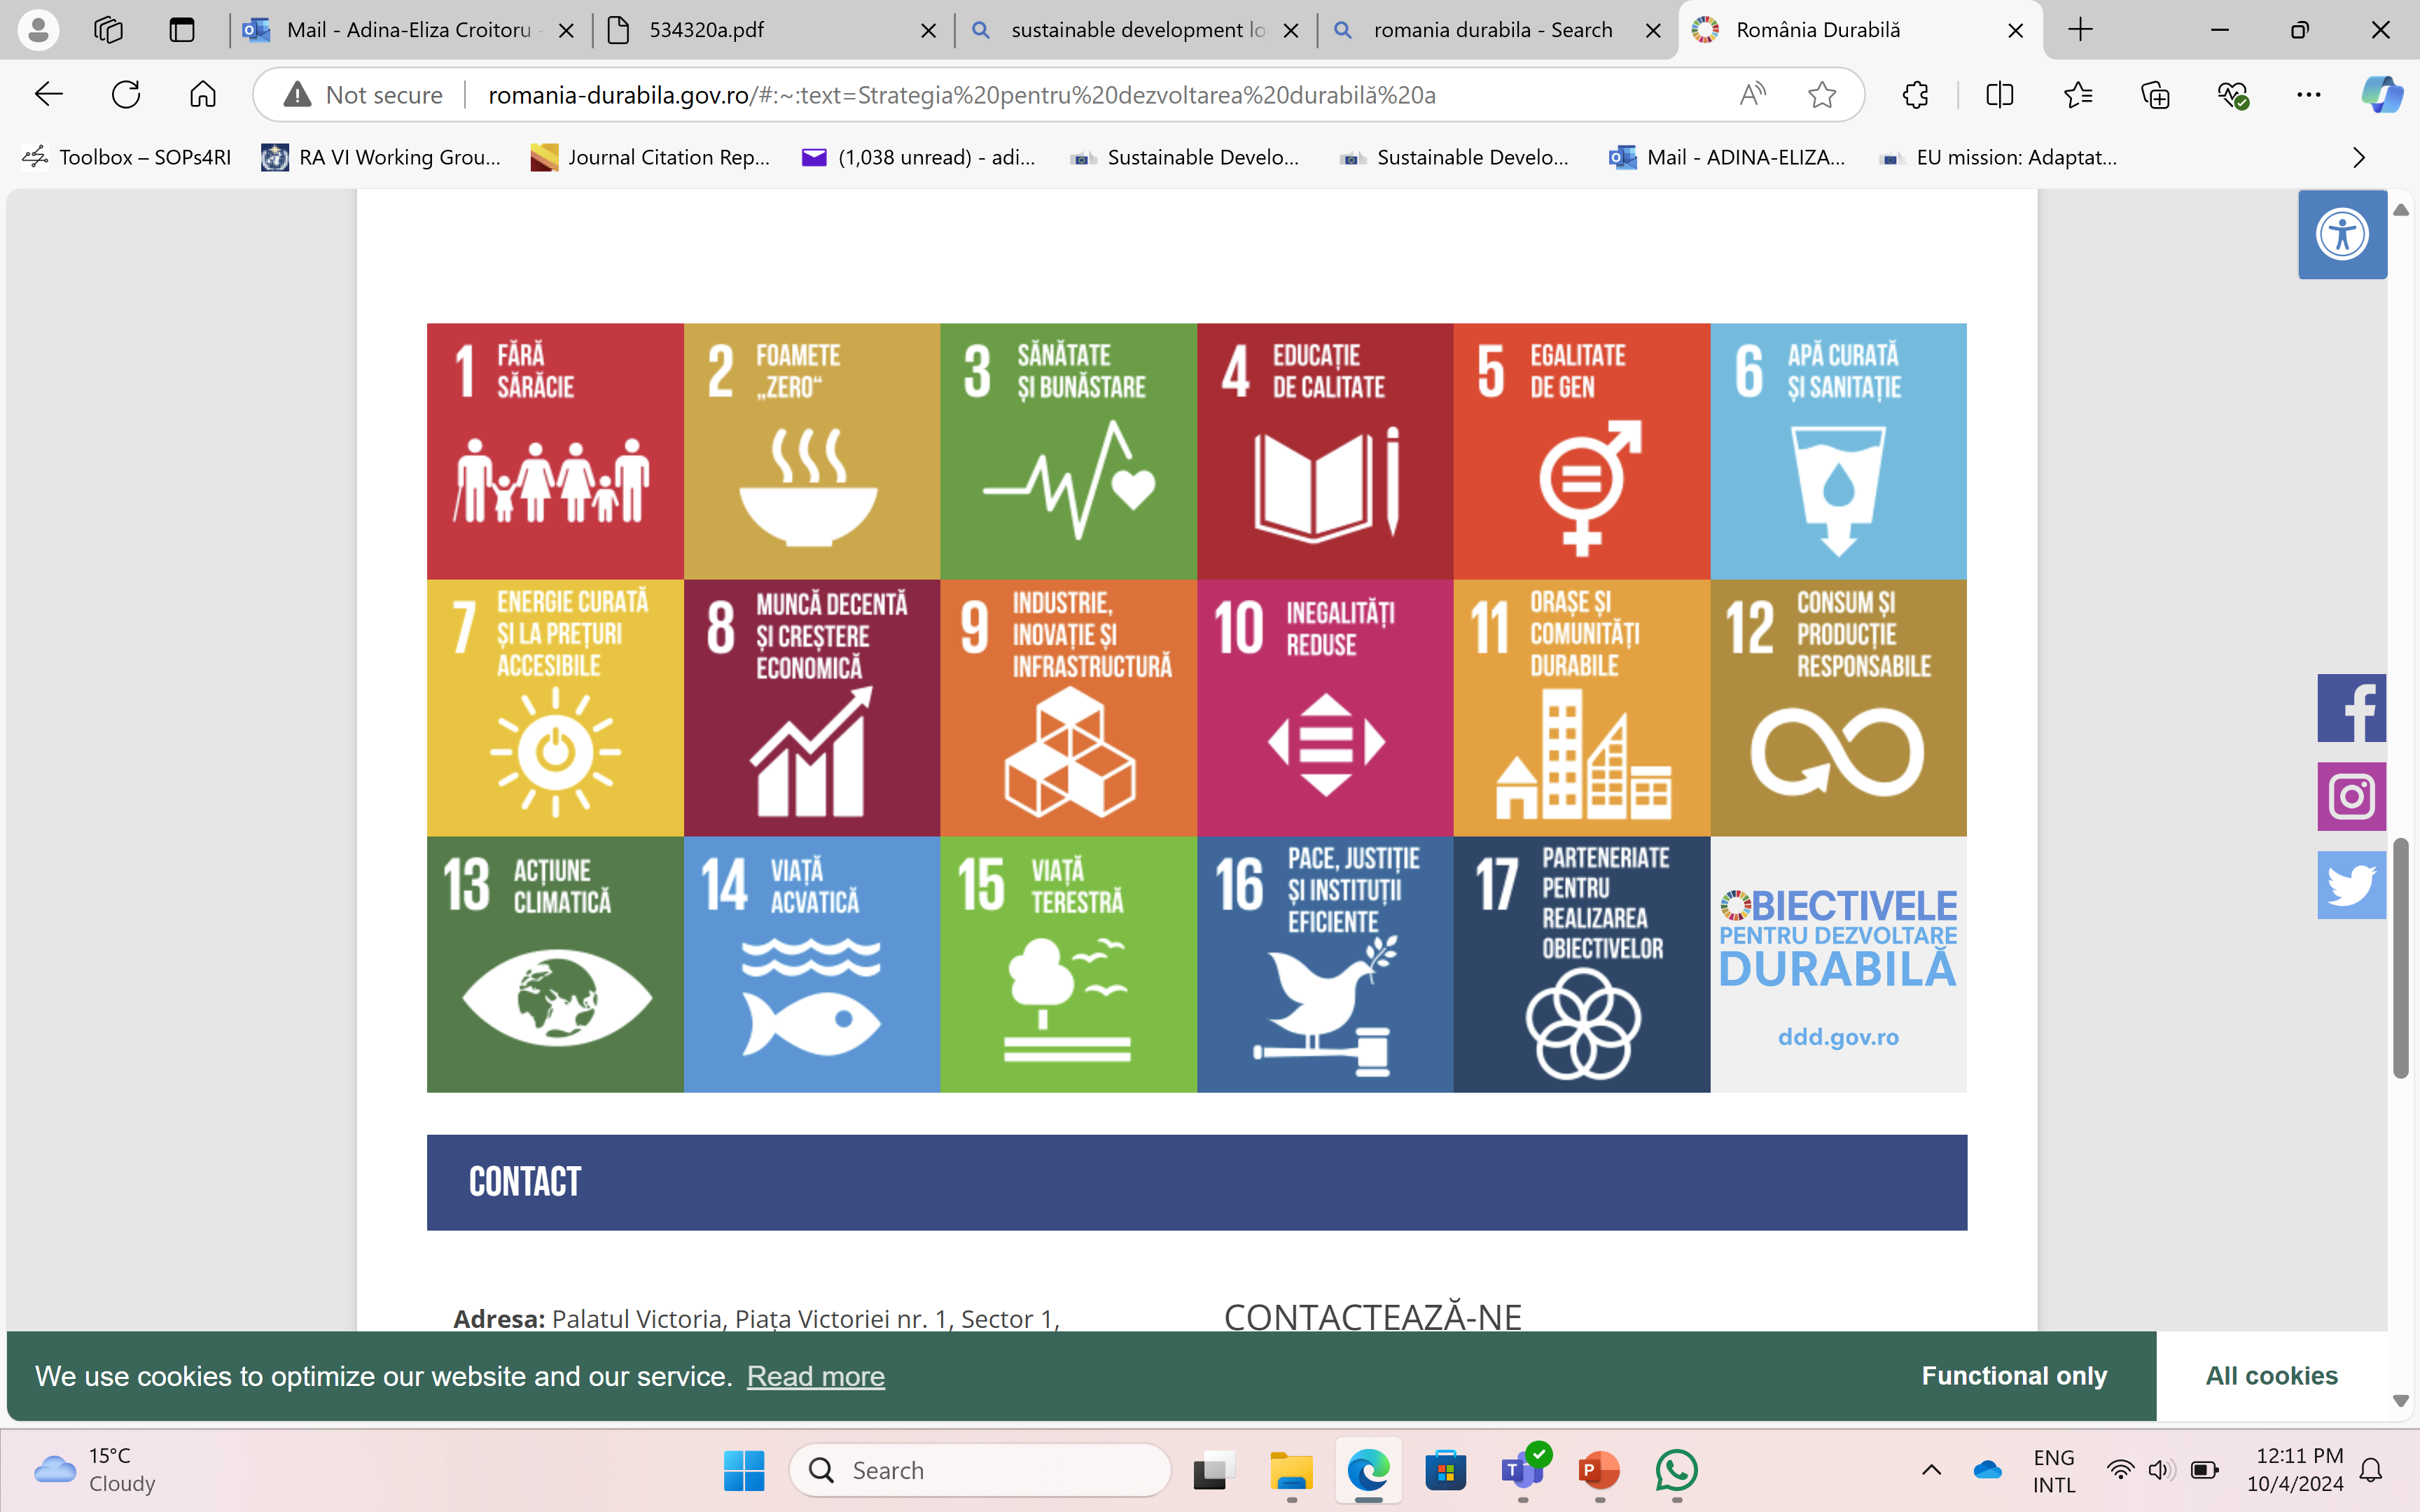 Mail - Adina-Eliza Croitoru -
534320a.pdf
sustainable development lo
romania durabila - Search
România Durabilă
Not secure
romania-durabila.gov.ro/#:~:text=Strategia%20pentru%20dezvoltarea%20durabilă%20a
Toolbox – SOPs4RI
RA VI Working Grou...
Journal Citation Rep...
(1,038 unread) - adi...
Sustainable Develo...
Sustainable Develo...
Mail - ADINA-ELIZA...
EU mission: Adaptat...
1 FĂRĂ
SĂRĂCIE
2 FOAMETE
„ZERO“
3 SĂNĂTATE
ȘI BUNĂSTARE
4 EDUCAȚIE
DE CALITATE
5 EGALITATE
DE GEN
6 APĂ CURATĂ
ȘI SANITAȚIE
7 ENERGIE CURATĂ
ȘI LA PREȚURI
ACCESIBILE
8 MUNCĂ DECENTĂ
ȘI CREȘTERE
ECONOMICĂ
9 INDUSTRIE,
INOVAȚIE ȘI
INFRASTRUCTURĂ
10 INEGALITĂȚI
REDUSE
11 ORAȘE ȘI
COMUNITĂȚI
DURABILE
12 CONSUM ȘI
PRODUCȚIE
RESPONSABILE
13 ACȚIUNE
CLIMATICĂ
14 VIAȚĂ
ACVATICĂ
15 VIAȚĂ
TERESTRĂ
16 PACE, JUSTIȚIE
ȘI INSTITUȚII
EFICIENTE
17 PARTENERIATE
PENTRU
REALIZAREA
OBIECTIVELOR
OBIECTIVELE
PENTRU DEZVOLTARE
DURABILĂ
ddd.gov.ro
CONTACT
Adresa: Palatul Victoria, Piața Victoriei nr. 1, Sector 1,
CONTACTEAZĂ-NE
We use cookies to optimize our website and our service. Read more
Functional only
All cookies
15°C
Cloudy
Search
ENG
INTL
12:11 PM
10/4/2024